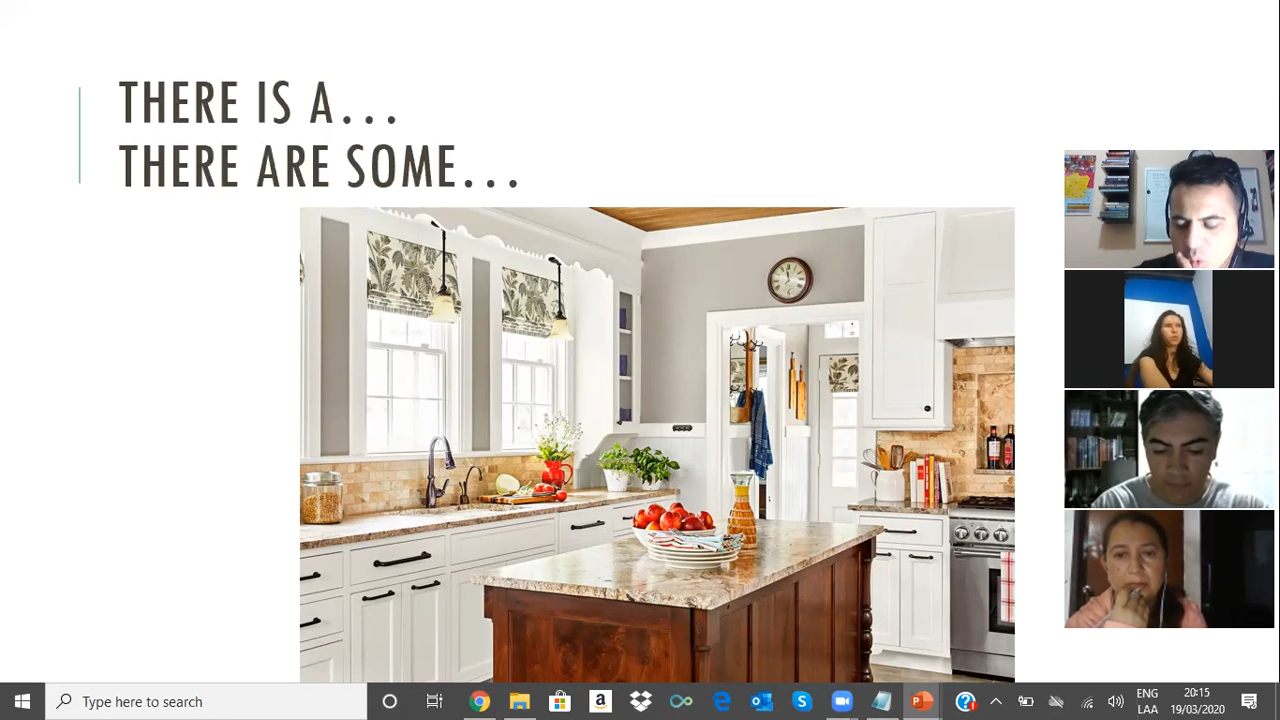 THERE IS A...
THERE ARE SOME...
Type here to search
ENG
LAA
20:15
19/03/2020